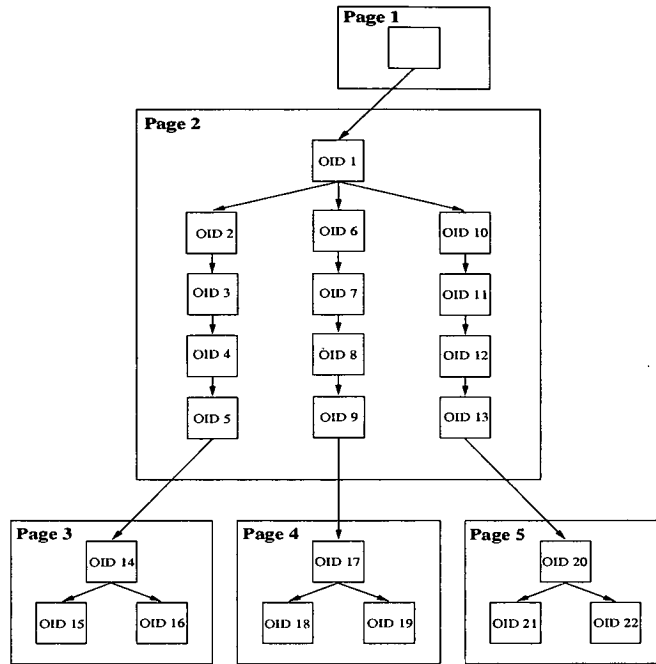 Page 1
Page 2
OID 1
OID 2
OID 6
OID 10
OID 3
OID 7
OID 11
OID 4
OID 8
OID 12
OID 5
OID 9
OID 13
Page 3
Page 4
Page 5
OID 14
OID 17
OID 20
OID 15
OID 16
OID 18
OID 19
OID 21
OID 22